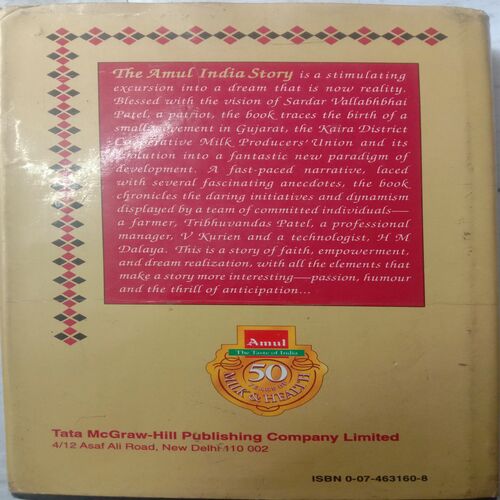 The Amul India Story is a stimulating
excursion into a dream that is now reality.
Blessed with the vision of Sardar Vallabhbhai
Patel, a patriot, the book traces the birth of a
small movement in Gujarat, the Kaira District
Cooperative Milk Producers' Union and its
evolution into a fantastic new paradigm of
development. A fast-paced narrative, laced
with several fascinating anecdotes, the book
chronicles the daring initiatives and dynamism
displayed by a team of committed individuals—
a farmer, Tribhuvandas Patel, a professional
manager, V Kurien and a technologist, H M
Dalaya. This is a story of faith, empowerment,
and dream realization, with all the elements that
make a story more interesting—passion, humour
and the thrill of anticipation...
Amul
The Taste of India
50
YEARS OF
MILK & HEALTH
Tata McGraw-Hill Publishing Company Limited
4/12 Asaf Ali Road, New Delhi 110 002
ISBN 0-07-463160-8